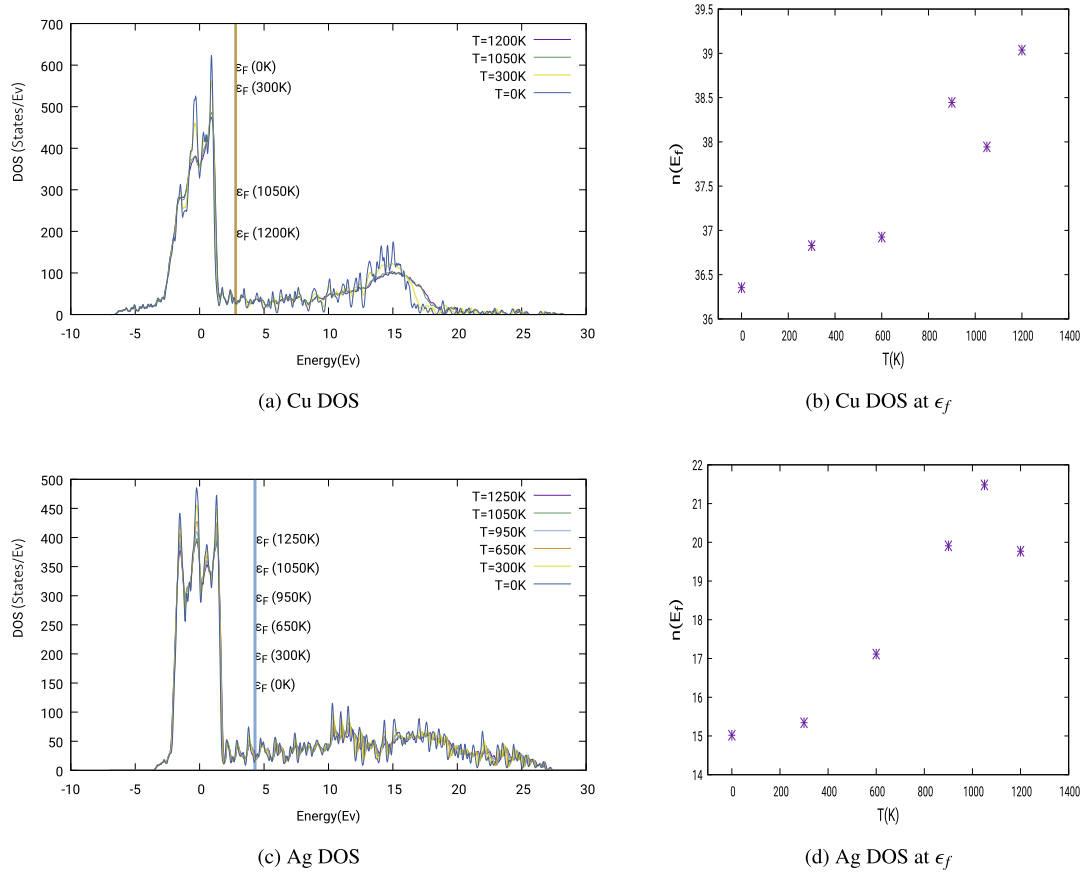 700
600
500
400
300
200
100
0
-10
-5
0
5
10
15
20
25
30
DOS (States/Ev)
Energy(Ev)
T=1200K
T=1050K
T=300K
T=0K
εF (0K)
εF (300K)
εF (1050K)
εF (1200K)
(a) Cu DOS
39.5
39
38.5
38
37.5
37
36.5
36
0
200
400
600
800
1000
1200
1400
n(Ef)
T(K)
(b) Cu DOS at ϵf
500
450
400
350
300
250
200
150
100
50
0
-10
-5
0
5
10
15
20
25
30
DOS (States/Ev)
Energy(Ev)
T=1250K
T=1050K
T=950K
T=650K
T=300K
T=0K
εF (1250K)
εF (1050K)
εF (950K)
εF (650K)
εF (300K)
εF (0K)
(c) Ag DOS
22
21
20
19
18
17
16
15
14
0
200
400
600
800
1000
1200
1400
n(Ef)
T(K)
(d) Ag DOS at ϵf